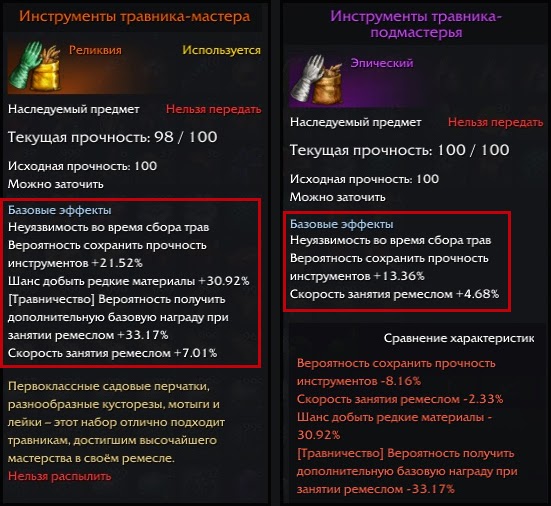 Инструменты травника-мастера
Реликвия
Используется
Наследуемый предмет
Нельзя передать
Текущая прочность: 98 / 100
Исходная прочность: 100
Можно заточить
Базовые эффекты
Неуязвимость во время сбора трав
Вероятность сохранить прочность
инструментов +21.52%
Шанс добыть редкие материалы +30.92%
[Травничество] Вероятность получить
дополнительную базовую награду при
занятии ремеслом +33.17%
Скорость занятия ремеслом +7.01%
Первоклассные садовые перчатки,
разнообразные кусторезы, мотыги и
лейки – этот набор отлично подходит
травникам, достигшим высочайшего
мастерства в своём ремесле.
Нельзя распылить
Инструменты травника-
подмастерья
Эпический
Наследуемый предмет
Нельзя передать
Текущая прочность: 100 / 100
Исходная прочность: 100
Можно заточить
Базовые эффекты
Неуязвимость во время сбора трав
Вероятность сохранить прочность
инструментов +13.36%
Скорость занятия ремеслом +4.68%
Сравнение характеристик
Вероятность сохранить прочность
инструментов -8.16%
Скорость занятия ремеслом -2.33%
Шанс добыть редкие материалы -
30.92%
[Травничество] Вероятность получить
дополнительную базовую награду при
занятии ремеслом -33.17%